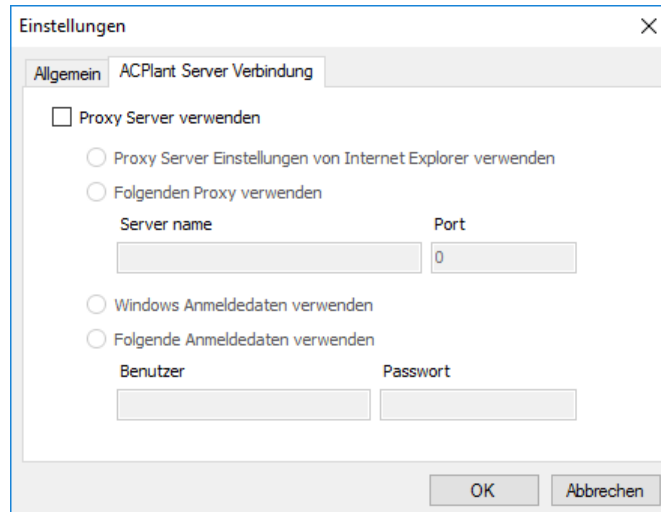 Einstellungen
Allgemein ACPlant Server Verbindung
Proxy Server verwenden
Proxy Server Einstellungen von Internet Explorer verwenden
Folgenden Proxy verwenden
Server name Port
0
Windows Anmeldedaten verwenden
Folgende Anmeldedaten verwenden
Benutzer Passwort
OK Abbrechen